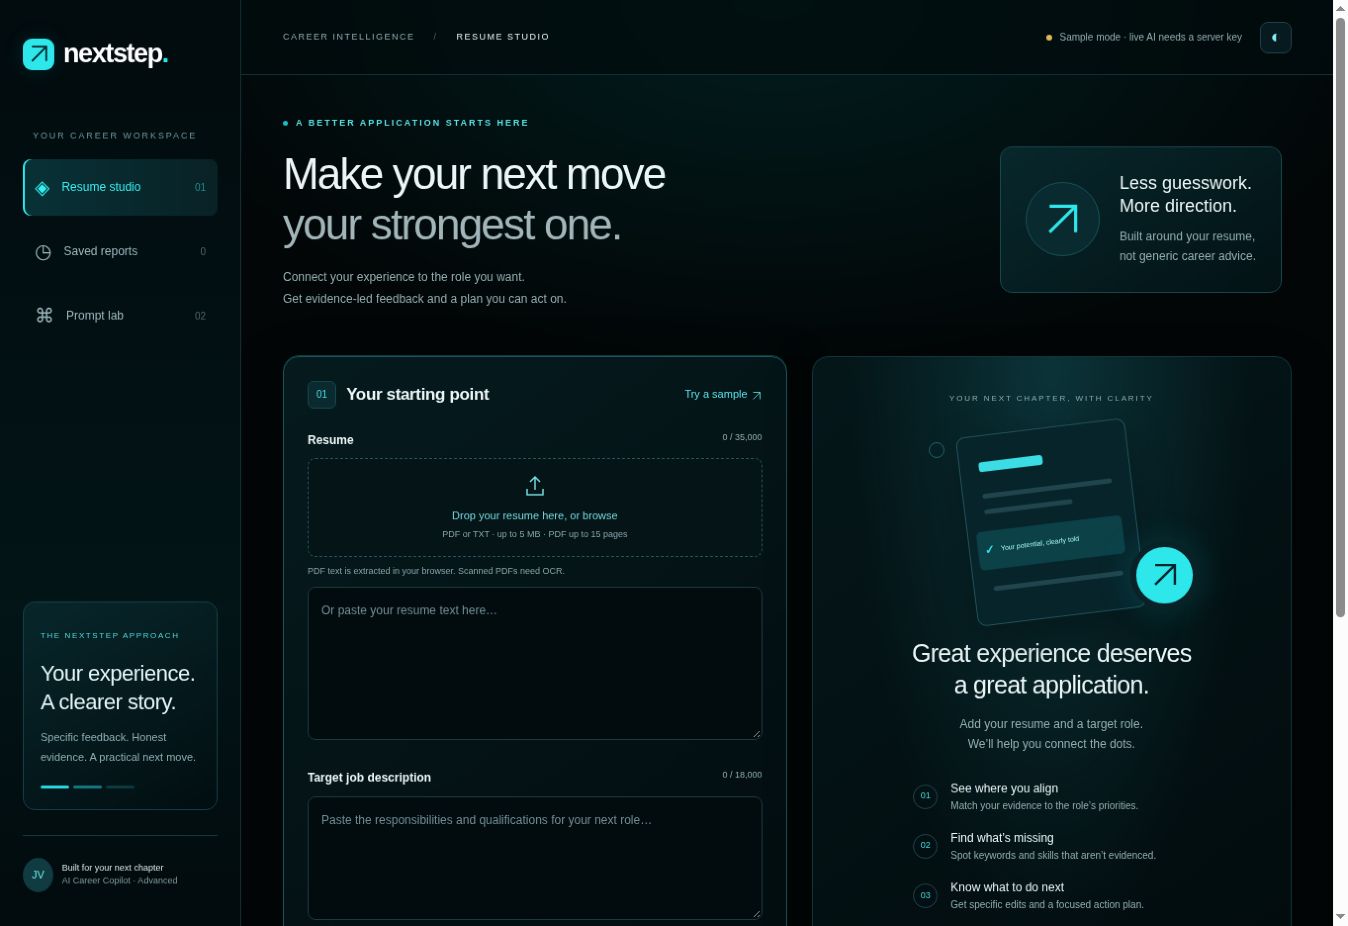 nextstep.
YOUR CAREER WORKSPACE
Resume studio 01
Saved reports 0
Prompt lab 02
THE NEXTSTEP APPROACH
Your experience.
A clearer story.
Specific feedback. Honest
evidence. A practical next move.
JV
Built for your next chapter
AI Career Copilot · Advanced
CAREER INTELLIGENCE / RESUME STUDIO
Sample mode · live AI needs a server key
A BETTER APPLICATION STARTS HERE
Make your next move
your strongest one.
Connect your experience to the role you want.
Get evidence-led feedback and a plan you can act on.
Less guesswork.
More direction.
Built around your resume,
not generic career advice.
01 Your starting point
Try a sample
Resume 0 / 35,000
Drop your resume here, or browse
PDF or TXT · up to 5 MB · PDF up to 15 pages
PDF text is extracted in your browser. Scanned PDFs need OCR.
Or paste your resume text here…
Target job description 0 / 18,000
Paste the responsibilities and qualifications for your next role…
YOUR NEXT CHAPTER, WITH CLARITY
✓ Your potential, clearly told
Great experience deserves
a great application.
Add your resume and a target role.
We’ll help you connect the dots.
01 See where you align
Match your evidence to the role’s priorities.
02 Find what’s missing
Spot keywords and skills that aren’t evidenced.
03 Know what to do next
Get specific edits and a focused action plan.